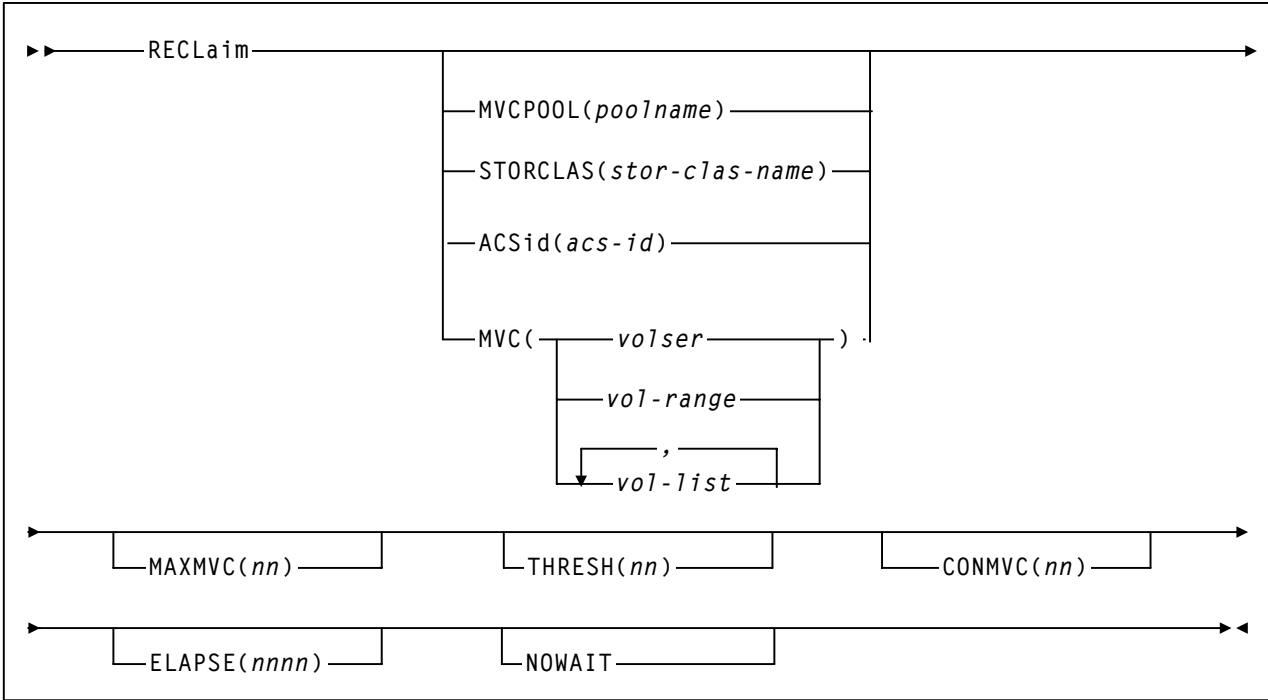 RECLaim
MVCPOOL(poolname)
STORCLAS(stor-clas-name)
ACSid(acs-id)
MVC( volser )
vol-range
,
vol-list
MAXMVC(nn) THRESH(nn) CONMVC(nn)
ELAPSE(nnnn) NOWAIT